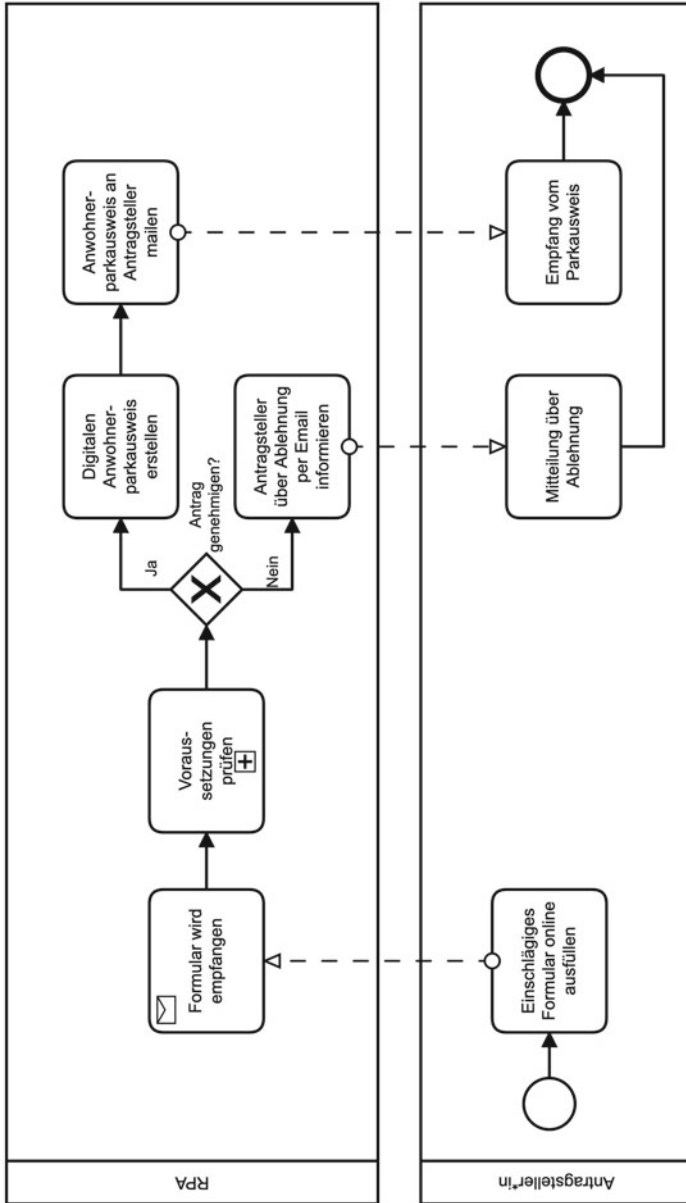 RPA
Formular wird
empfangen
Voraus-
setzungen
prüfen
Antrag
genehmigen?
Ja
Nein
Digitalen
Anwohner-
parkausweis
erstellen
Anwohner-
parkausweis an
Antragsteller
mailen
Antragsteller
über Ablehnung
per Email
informieren
Antragsteller*in
Einschlägiges
Formular online
ausfüllen
Mitteilung über
Ablehnung
Empfang vom
Parkausweis